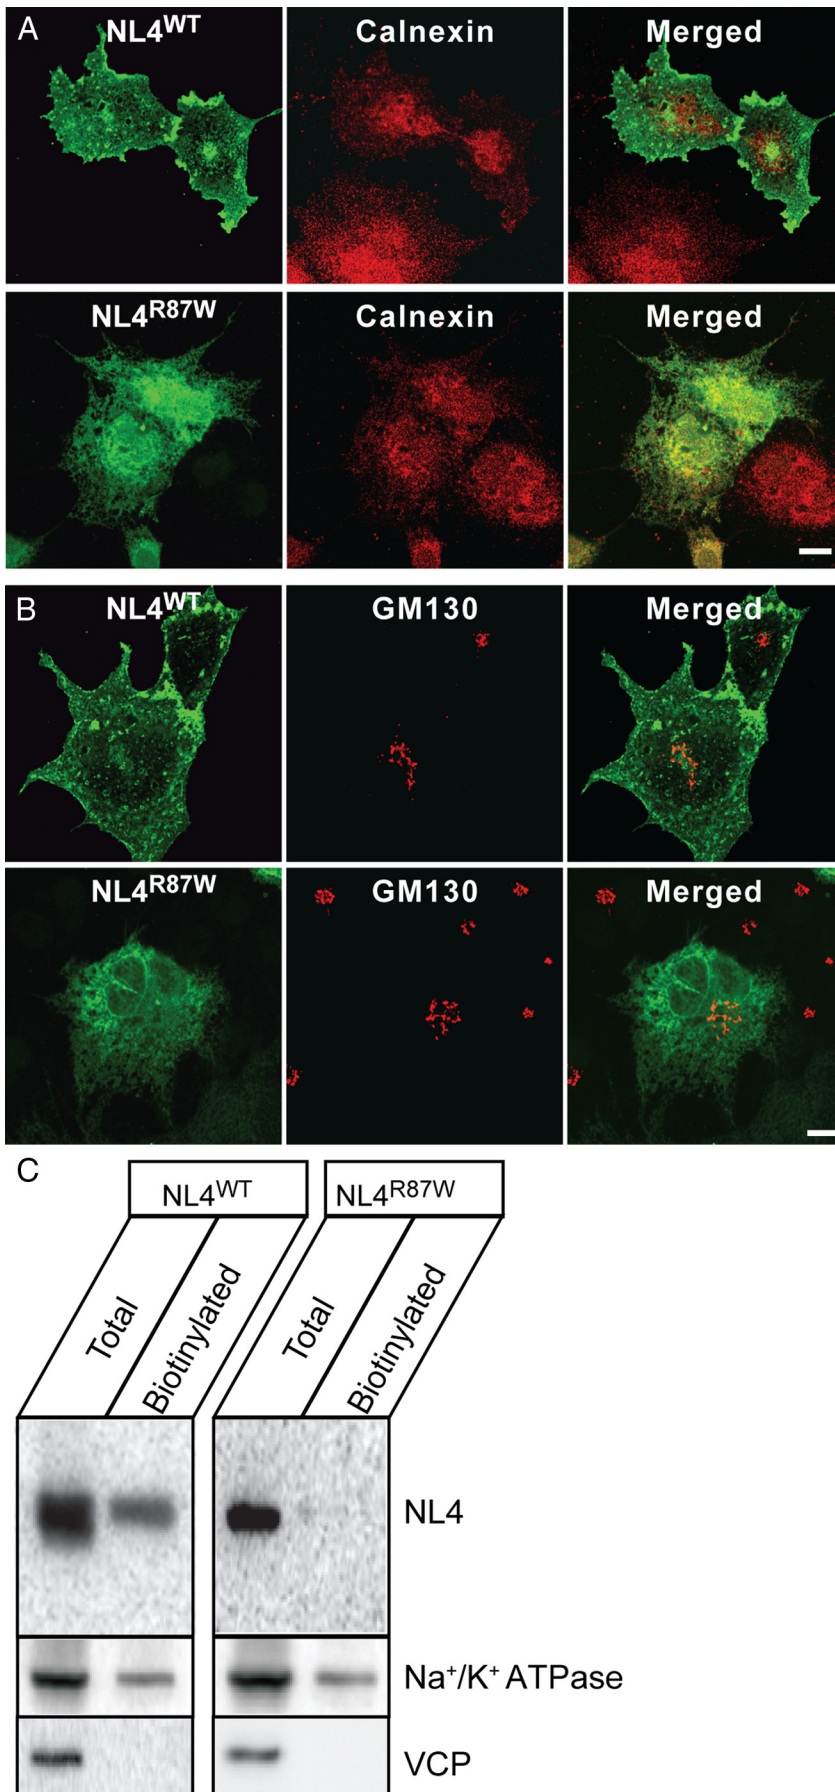 A NL4WT Calnexin Merged
NL4R87W Calnexin Merged
B NL4WT GM130 Merged
NL4R87W GM130 Merged
C
NL4WT NL4R87W
Total Biotinylated Total Biotinylated
NL4
Na+/K+ ATPase
VCP